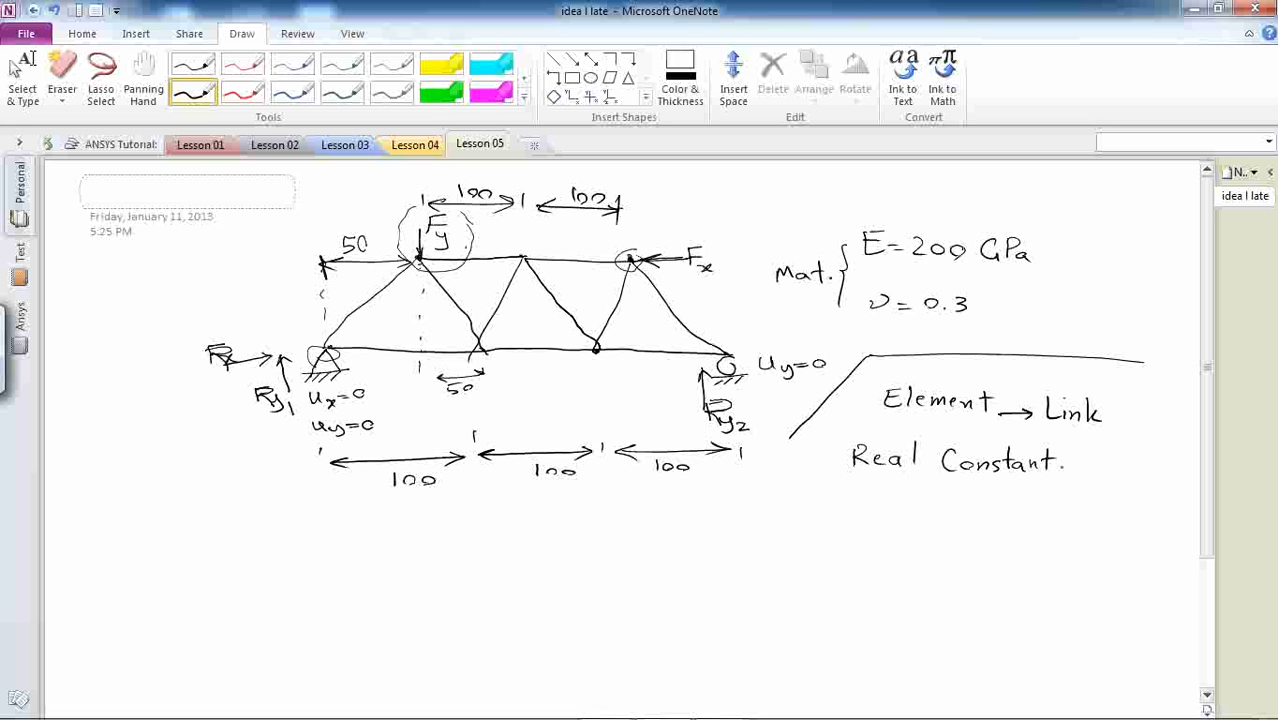 idea I late - Microsoft OneNote
File Home Insert Share Draw Review View
Select & Type
Eraser
Lasso Select
Panning Hand
Color & Thickness
Insert Space
Delete
Arrange
Rotate
Ink to Text
Ink to Math
Tools
Insert Shapes
Edit
Convert
ANSYS Tutorial: Lesson 01 Lesson 02 Lesson 03 Lesson 04 Lesson 05
Personal
Test
Ansys
N..
idea I late
Friday, January 11, 2013
5:25 PM
100 100
Fy
50
Fx
Mat.
E=200 GPa
ν = 0.3
Rx
Ry1
ux=0
uy=0
50
uy=0
Ry2
100 100 100
Element → Link
Real Constant.